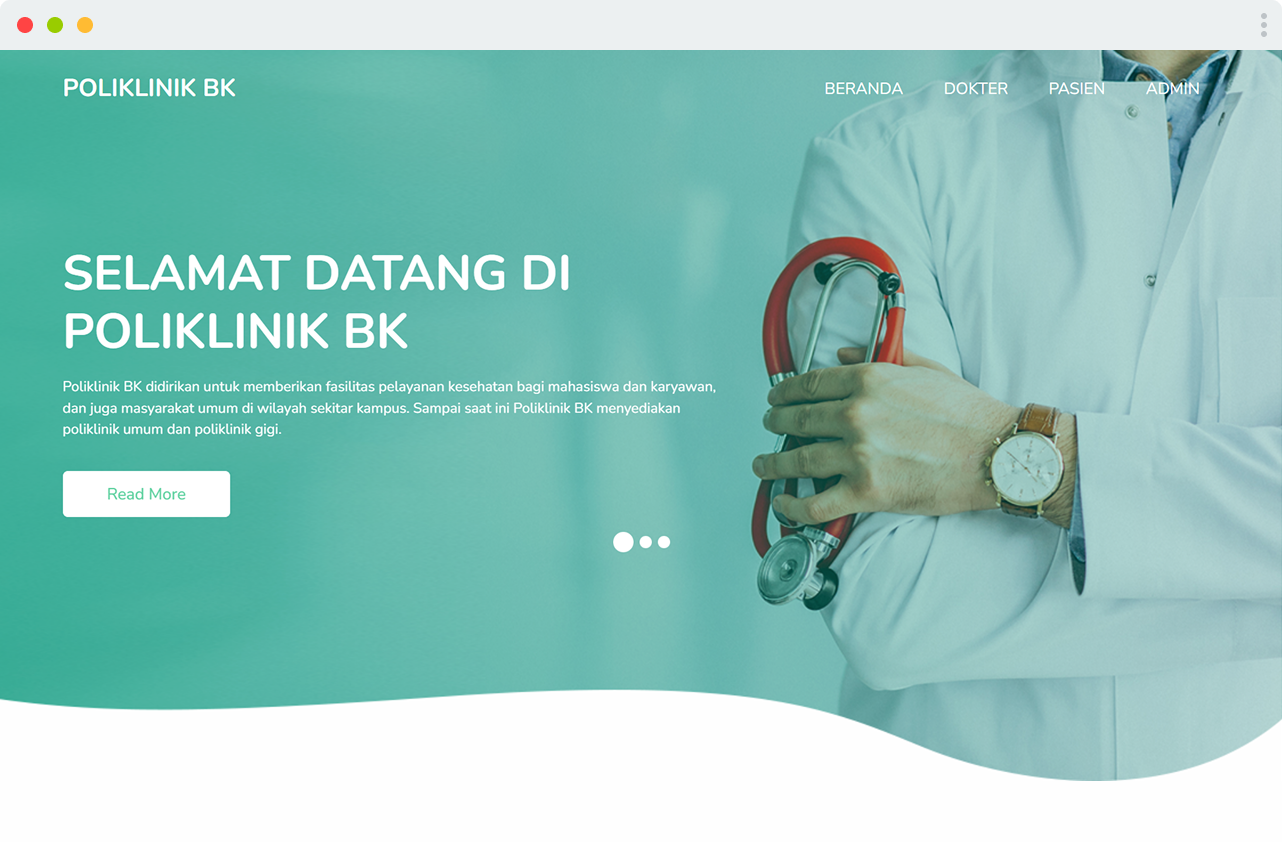 POLIKLINIK BK
BERANDA DOKTER PASIEN ADMIN
SELAMAT DATANG DI
POLIKLINIK BK
Poliklinik BK didirikan untuk memberikan fasilitas pelayanan kesehatan bagi mahasiswa dan karyawan,
dan juga masyarakat umum di wilayah sekitar kampus. Sampai saat ini Poliklinik BK menyediakan
poliklinik umum dan poliklinik gigi.
Read More